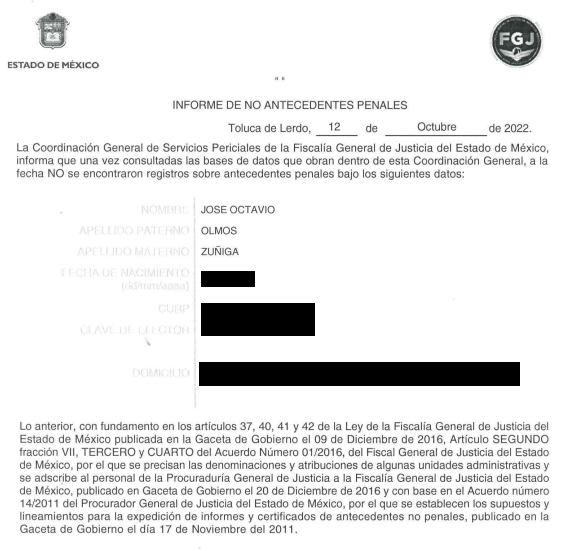 FGJ
ESTADO DE MÉXICO
" "
INFORME DE NO ANTECEDENTES PENALES
Toluca de Lerdo, 12 de Octubre de 2022.
La Coordinación General de Servicios Periciales de la Fiscalía General de Justicia del Estado de México,
informa que una vez consultadas las bases de datos que obran dentro de esta Coordinación General, a la
fecha NO se encontraron registros sobre antecedentes penales bajo los siguientes datos:
NOMBRE JOSE OCTAVIO
APELLIDO PATERNO OLMOS
APELLIDO MATERNO ZUÑIGA
FECHA DE NACIMIENTO
(dd/mm/aaaa)
CURP
CLAVE DE ELECTOR
DOMICILIO
Lo anterior, con fundamento en los artículos 37, 40, 41 y 42 de la Ley de la Fiscalía General de Justicia del
Estado de México publicada en la Gaceta de Gobierno el 09 de Diciembre de 2016, Artículo SEGUNDO
fracción VII, TERCERO y CUARTO del Acuerdo Número 01/2016, del Fiscal General de Justicia del Estado
de México, por el que se precisan las denominaciones y atribuciones de algunas unidades administrativas y
se adscribe al personal de la Procuraduría General de Justicia a la Fiscalía General de Justicia del Estado
de México, publicado en Gaceta de Gobierno el 20 de Diciembre de 2016 y con base en el Acuerdo número
14/2011 del Procurador General de Justicia del Estado de México, por el que se establecen los supuestos y
lineamientos para la expedición de informes y certificados de antecedentes no penales, publicado en la
Gaceta de Gobierno el día 17 de Noviembre del 2011.